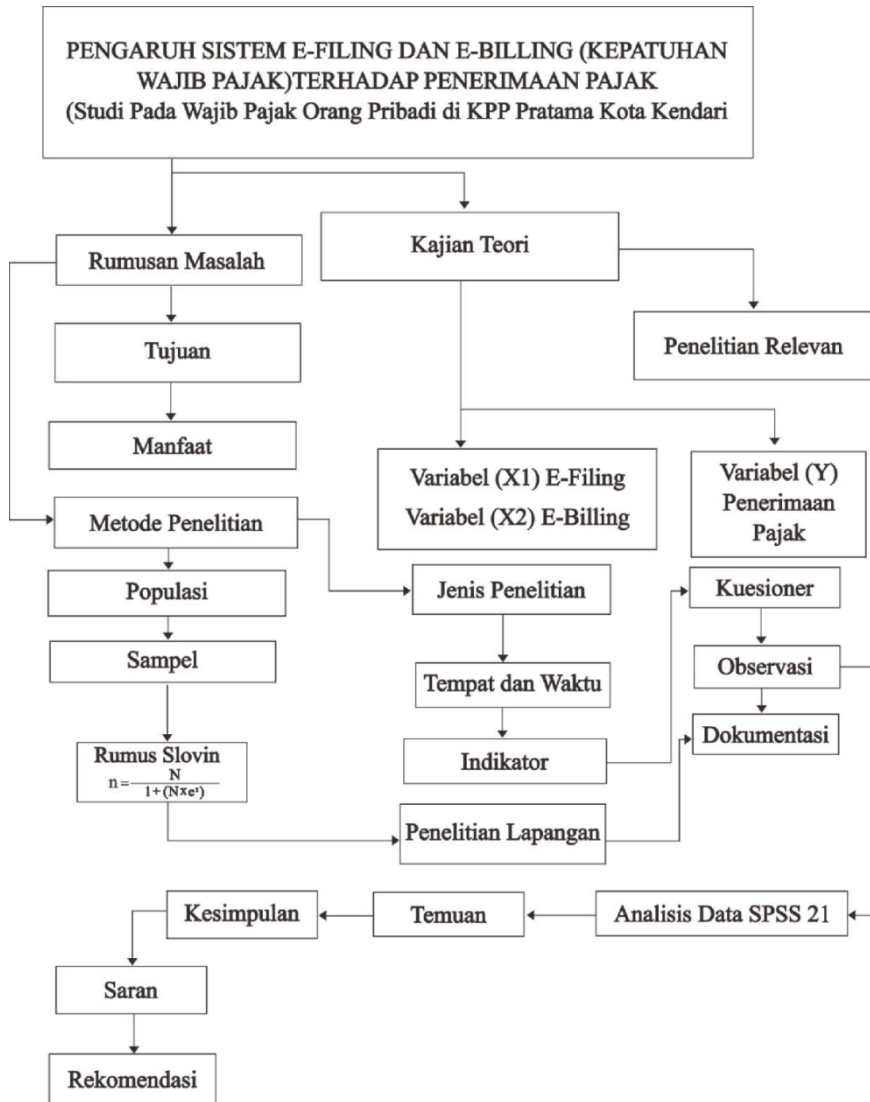 PENGARUH SISTEM E-FILING DAN E-BILLING (KEPATUHAN
WAJIB PAJAK)TERHADAP PENERIMAAN PAJAK
(Studi Pada Wajib Pajak Orang Pribadi di KPP Pratama Kota Kendari
Rumusan Masalah
Kajian Teori
Tujuan
Penelitian Relevan
Manfaat
Variabel (X1) E-Filing
Variabel (X2) E-Billing
Variabel (Y)
Penerimaan
Pajak
Metode Penelitian
Populasi
Jenis Penelitian
Kuesioner
Sampel
Tempat dan Waktu
Observasi
Rumus Slovin
n = N / 1 + (N x e²)
Indikator
Dokumentasi
Penelitian Lapangan
Kesimpulan
Temuan
Analisis Data SPSS 21
Saran
Rekomendasi